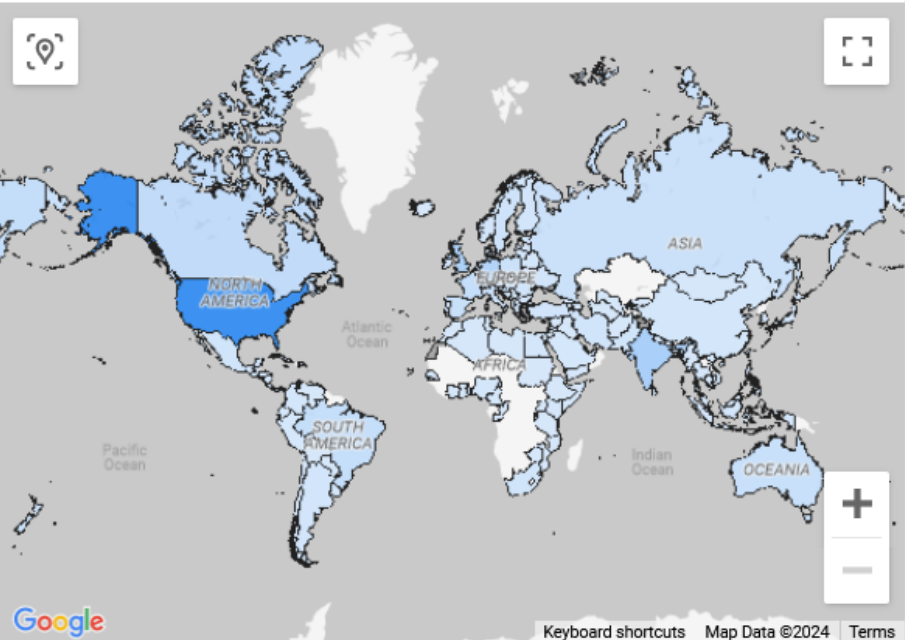 ASIA
NORTH
AMERICA
EUROPE
Atlantic
Ocean
AFRICA
SOUTH
AMERICA
Pacific
Ocean
Indian
Ocean
OCEANIA
+
−
Google
Keyboard shortcuts
Map Data ©2024
Terms